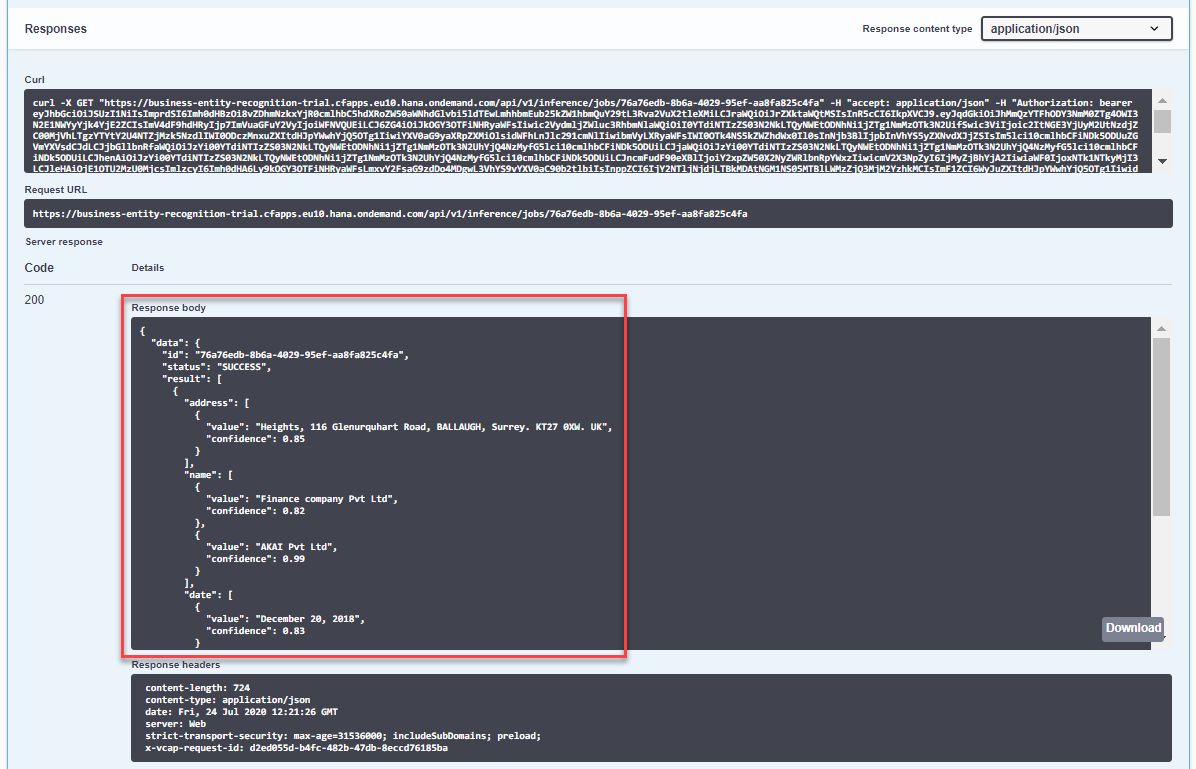 Responses
Response content type
application/json
Curl
curl -X GET "https://business-entity-recognition-trial.cfapps.eu10.hana.ondemand.com/api/v1/inference/jobs/76a76edb-8b6a-4029-95ef-aa8fa825c4fa" -H "accept: application/json" -H "Authorization: bearer
Request URL
https://business-entity-recognition-trial.cfapps.eu10.hana.ondemand.com/api/v1/inference/jobs/76a76edb-8b6a-4029-95ef-aa8fa825c4fa
Server response
Code
Details
200
Response body
{
"data": {
"id": "76a76edb-8b6a-4029-95ef-aa8fa825c4fa",
"status": "SUCCESS",
"result": [
{
"address": [
{
"value": "Heights, 116 Glenurquhart Road, BALLAUGH, Surrey. KT27 0XW. UK",
"confidence": 0.85
}
],
"name": [
{
"value": "Finance company Pvt Ltd",
"confidence": 0.82
},
{
"value": "AKAI Pvt Ltd",
"confidence": 0.99
}
],
"date": [
{
"value": "December 20, 2018",
"confidence": 0.83
}
Download
Response headers
content-length: 724
content-type: application/json
date: Fri, 24 Jul 2020 12:21:26 GMT
server: Web
strict-transport-security: max-age=31536000; includeSubDomains; preload;
x-vcap-request-id: d2ed055d-b4fc-482b-47db-8eccd76185ba